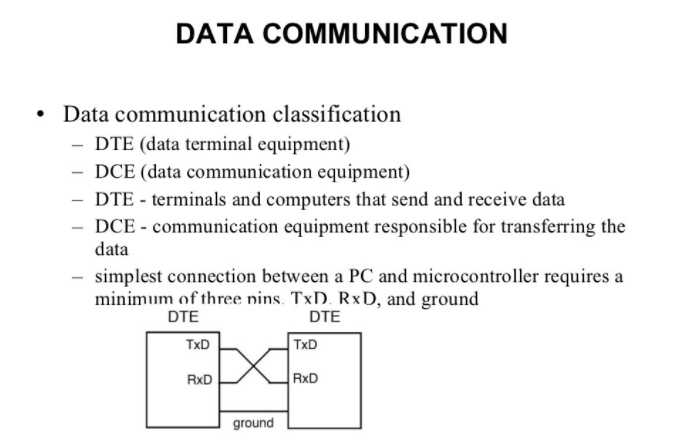 DATA COMMUNICATION
• Data communication classification
– DTE (data terminal equipment)
– DCE (data communication equipment)
– DTE - terminals and computers that send and receive data
– DCE - communication equipment responsible for transferring the
data
– simplest connection between a PC and microcontroller requires a
minimum of three pins, TxD, RxD, and ground
DTE DTE
TxD TxD
RxD RxD
ground